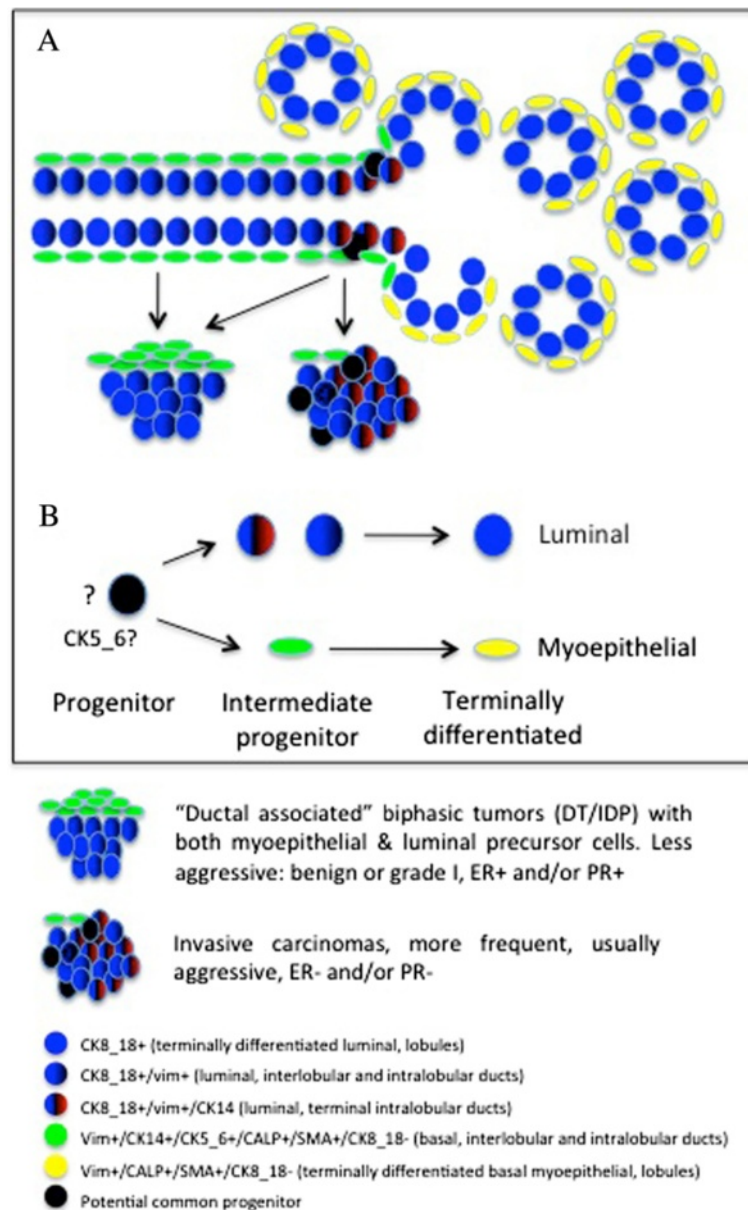 A
B
Luminal
?
CK5_6?
Myoepithelial
Progenitor
Intermediate
progenitor
Terminally
differentiated
“Ductal associated” biphasic tumors (DT/IDP) with
both myoepithelial & luminal precursor cells. Less
aggressive: benign or grade I, ER+ and/or PR+
Invasive carcinomas, more frequent, usually
aggressive, ER- and/or PR-
CK8_18+ (terminally differentiated luminal, lobules)
CK8_18+/vim+ (luminal, interlobular and intralobular ducts)
CK8_18+/vim+/CK14 (luminal, terminal intralobular ducts)
Vim+/CK14+/CK5_6+/CALP+/SMA+/CK8_18- (basal, interlobular and intralobular ducts)
Vim+/CALP+/SMA+/CK8_18- (terminally differentiated basal myoepithelial, lobules)
Potential common progenitor